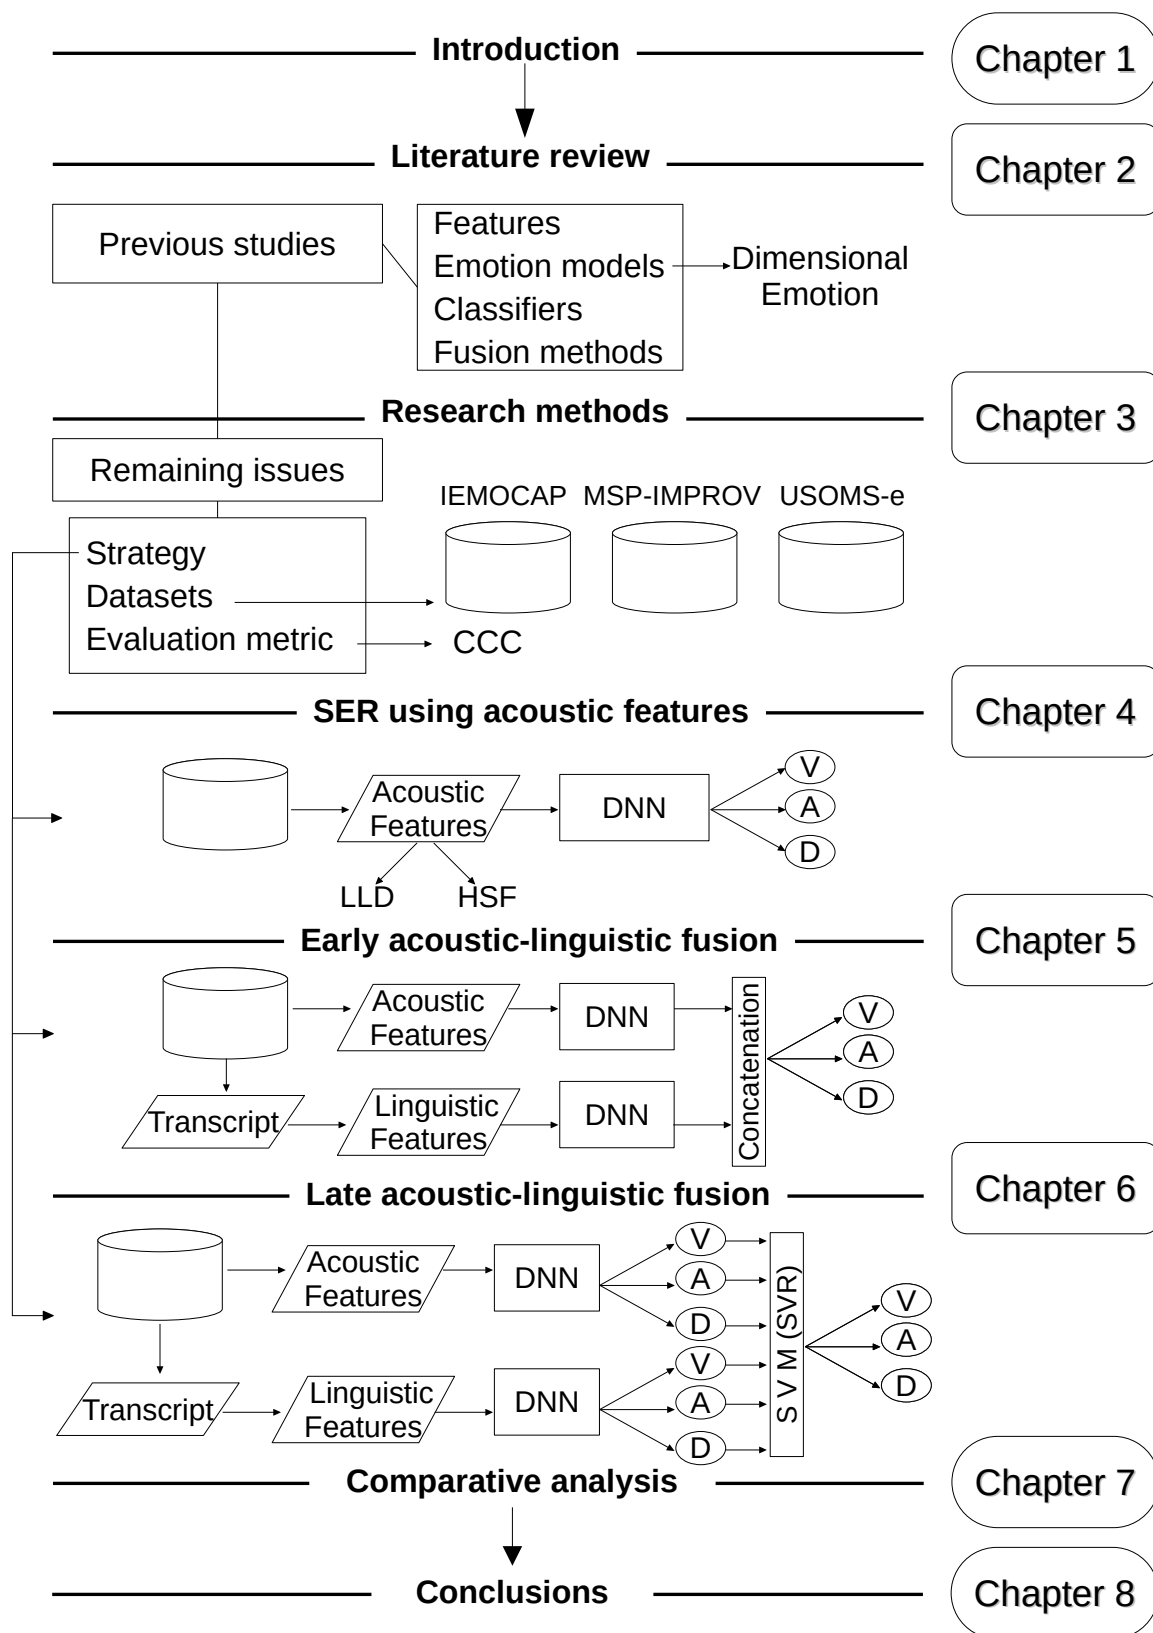 Introduction
Chapter 1
Literature review
Chapter 2
Previous studies
Features
Emotion models
Classifiers
Fusion methods
Dimensional
Emotion
Research methods
Chapter 3
Remaining issues
IEMOCAP
MSP-IMPROV
USOMS-e
Strategy
Datasets
Evaluation metric
CCC
SER using acoustic features
Chapter 4
Acoustic
Features
DNN
V
A
D
LLD
HSF
Early acoustic-linguistic fusion
Chapter 5
Acoustic
Features
DNN
Transcript
Linguistic
Features
DNN
Concatenation
V
A
D
Late acoustic-linguistic fusion
Chapter 6
Acoustic
Features
DNN
V
A
D
Transcript
Linguistic
Features
DNN
V
A
D
S V M (SVR)
V
A
D
Comparative analysis
Chapter 7
Conclusions
Chapter 8